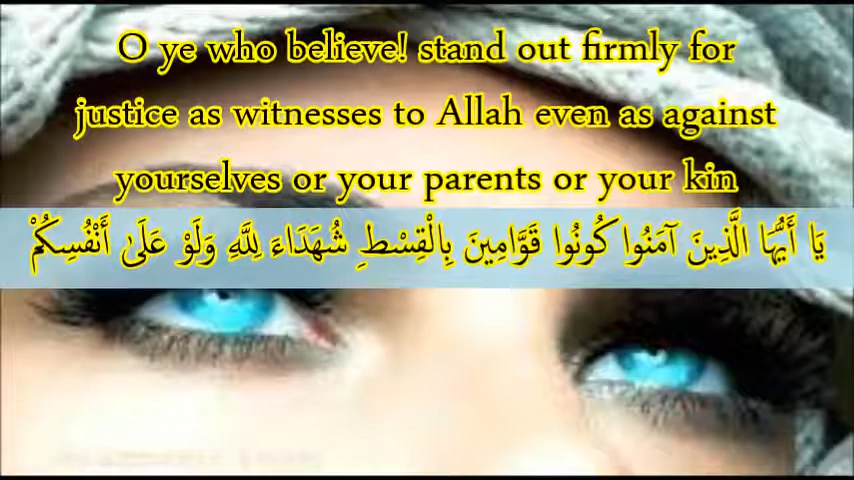 O ye who believe! stand out firmly for
justice as witnesses to Allah even as against
yourselves or your parents or your kin
يَا أَيُّهَا الَّذِينَ آمَنُوا كُونُوا قَوَّامِينَ بِالْقِسْطِ شُهَدَاءَ لِلَّهِ وَلَوْ عَلَىٰ أَنْفُسِكُمْ